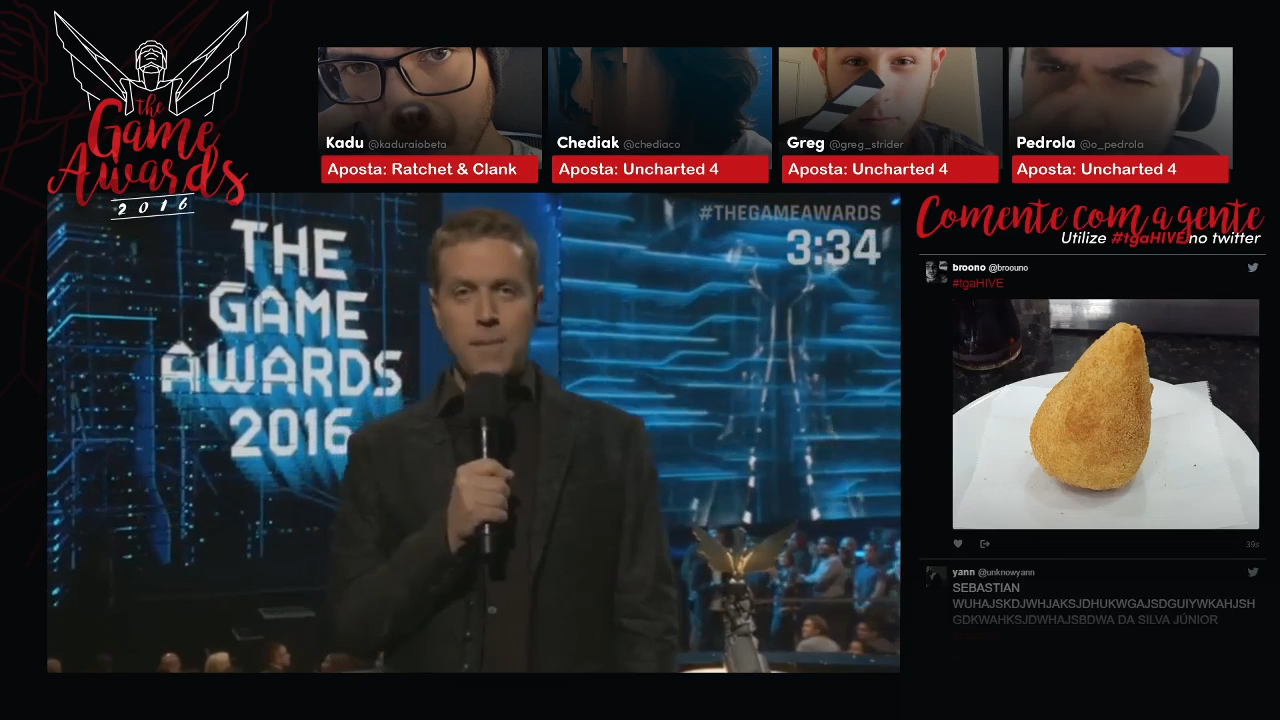 the
Game
Awards
2016
Kadu @kaduraiobeta
Aposta: Ratchet & Clank
Chediak @chediaco
Aposta: Uncharted 4
Greg @greg_strider
Aposta: Uncharted 4
Pedrola @o_pedrola
Aposta: Uncharted 4
THE
GAME
AWARDS
2016
#THEGAMEAWARDS
3:34
Comente com a gente
Utilize #tgaHIVE no twitter
broono @broouno
#tgaHIVE
39s
yann @unknowyann
SEBASTIAN
WUHAJSKDJWHJAKSJDHUKWGAJSDGUIYWKAHJSH
GDKWAHKSJDWHAJSBDWA DA SILVA JÚNIOR